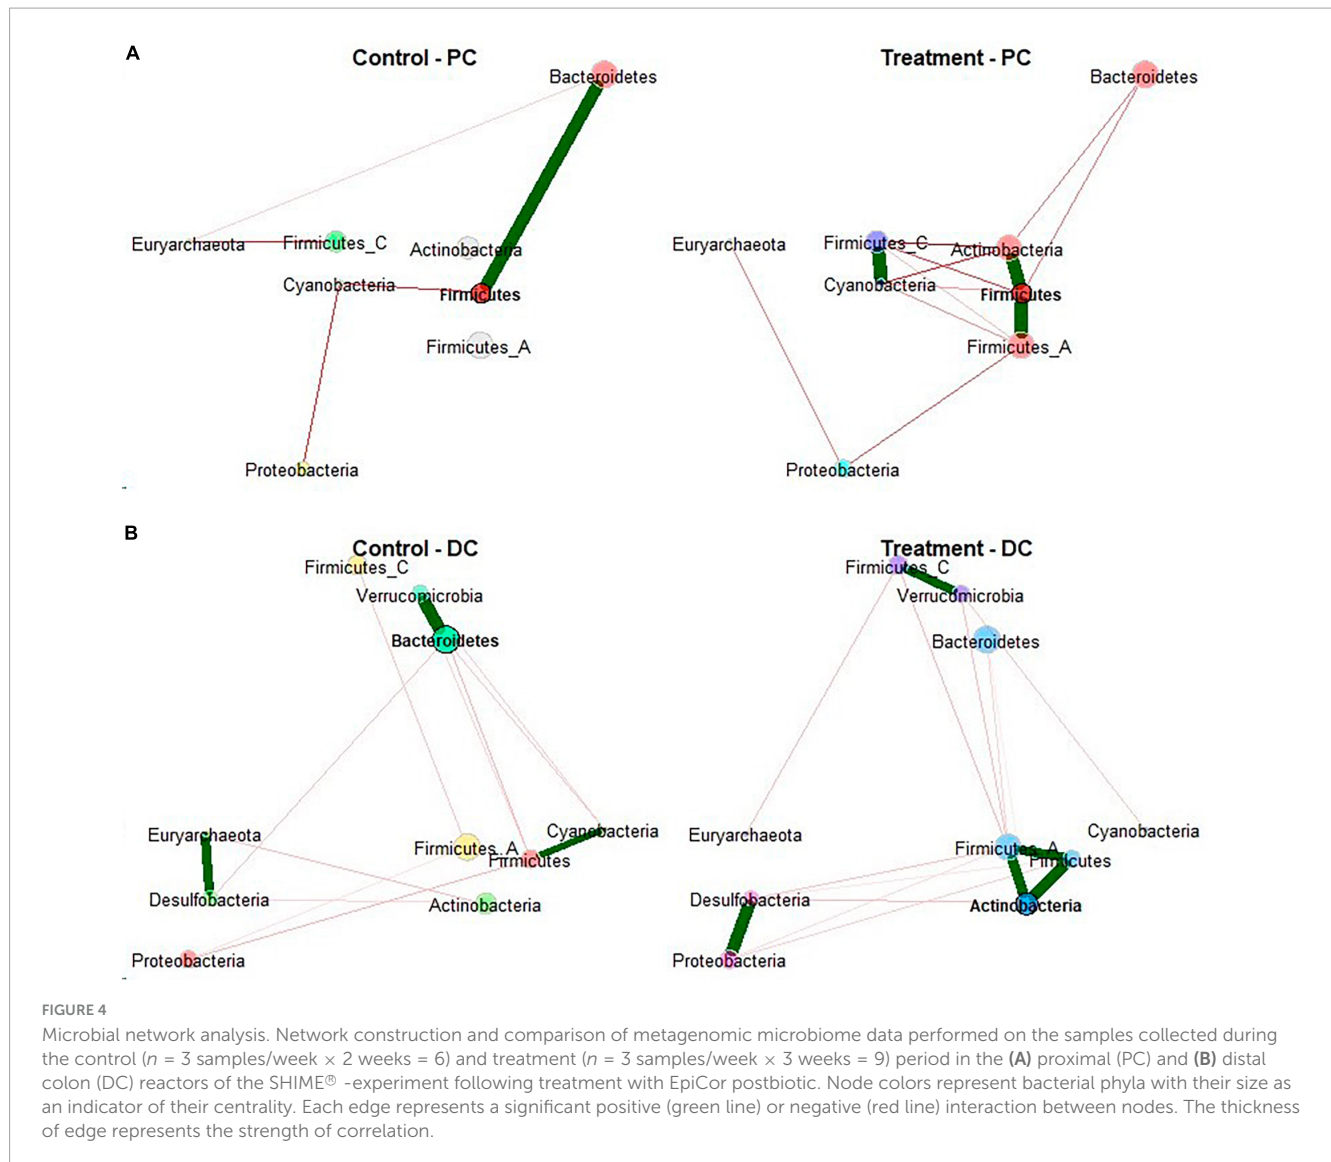 A
Control - PC
Treatment - PC
Bacteroidetes
Bacteroidetes
Euryarchaeota
Firmicutes_C
Actinobacteria
Cyanobacteria
Firmicutes
Firmicutes_A
Proteobacteria
Euryarchaeota
Firmicutes_C
Actinobacteria
Cyanobacteria
Firmicutes
Firmicutes_A
Proteobacteria
B
Control - DC
Treatment - DC
Firmicutes_C
Verrucomicrobia
Bacteroidetes
Euryarchaeota
Cyanobacteria
Firmicutes_A
Firmicutes
Desulfobacteria
Actinobacteria
Proteobacteria
Firmicutes_C
Verrucomicrobia
Bacteroidetes
Euryarchaeota
Cyanobacteria
Firmicutes_A
Firmicutes
Desulfobacteria
Actinobacteria
Proteobacteria
FIGURE 4
Microbial network analysis. Network construction and comparison of metagenomic microbiome data performed on the samples collected during
the control (n = 3 samples/week × 2 weeks = 6) and treatment (n = 3 samples/week × 3 weeks = 9) period in the (A) proximal (PC) and (B) distal
colon (DC) reactors of the SHIME® -experiment following treatment with EpiCor postbiotic. Node colors represent bacterial phyla with their size as
an indicator of their centrality. Each edge represents a significant positive (green line) or negative (red line) interaction between nodes. The thickness
of edge represents the strength of correlation.